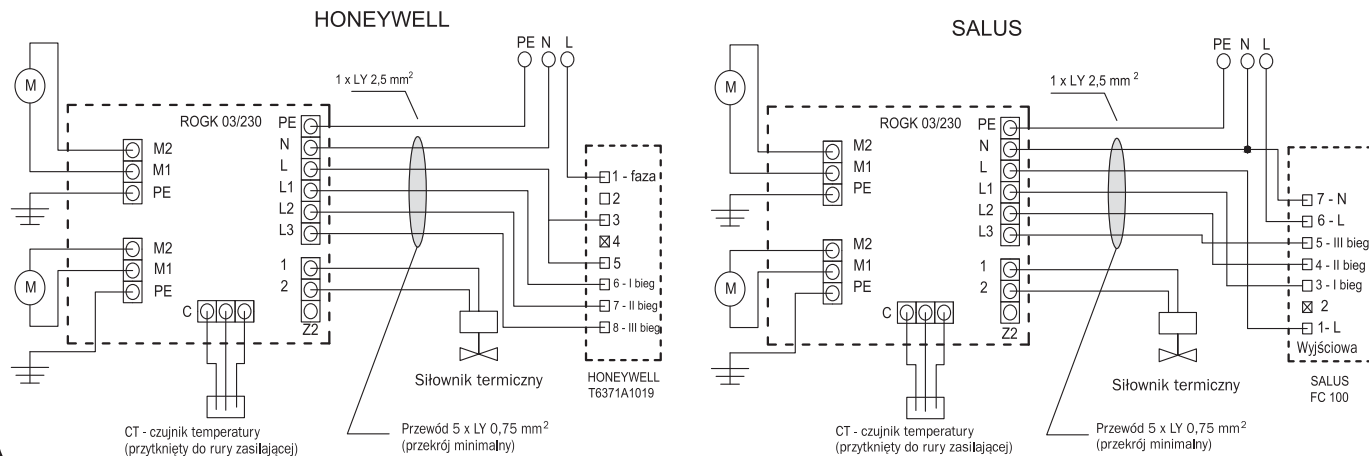 HONEYWELL
PE N L
1 x LY 2,5 mm²
M
ROGK 03/230
M2
M1
PE
M
M2
M1
PE
PE
N
L
L1
L2
L3
1
2
Z2
C
1 - faza
2
3
4
5
6 - I bieg
7 - II bieg
8 - III bieg
HONEYWELL
T6371A1019
Siłownik termiczny
CT - czujnik temperatury
(przytknięty do rury zasilającej)
Przewód 5 x LY 0,75 mm²
(przekrój minimalny)
SALUS
PE N L
1 x LY 2,5 mm²
M
ROGK 03/230
M2
M1
PE
M
M2
M1
PE
PE
N
L
L1
L2
L3
1
2
Z2
C
7 - N
6 - L
5 - III bieg
4 - II bieg
3 - I bieg
2
1- L
Wyjściowa
SALUS
FC 100
Siłownik termiczny
CT - czujnik temperatury
(przytknięty do rury zasilającej)
Przewód 5 x LY 0,75 mm²
(przekrój minimalny)